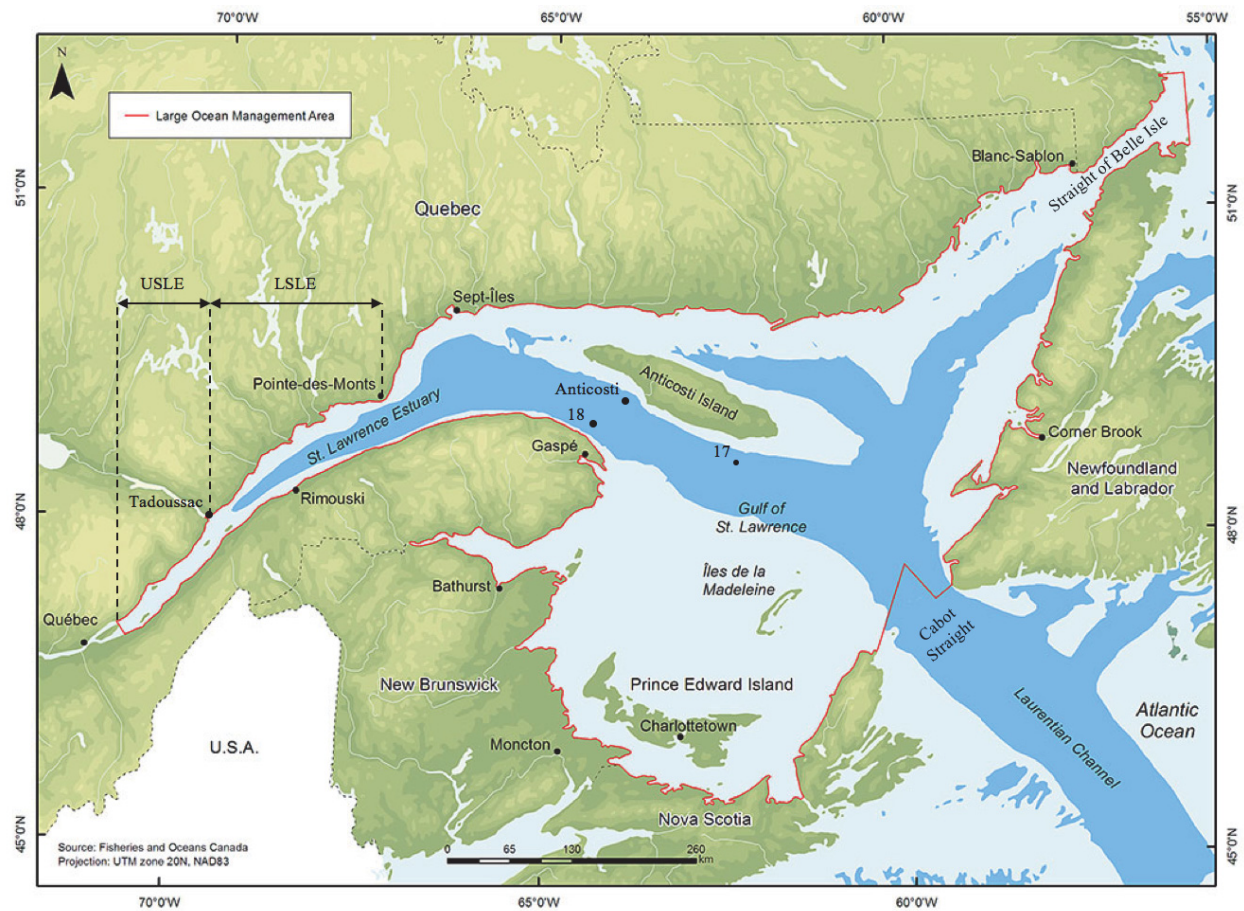 70°0'W
65°0'W
60°0'W
55°0'W
N
Large Ocean Management Area
Blanc-Sablon
Straight of Belle Isle
51°0'N
51°0'N
Quebec
USLE
LSLE
Sept-Îles
Pointe-des-Monts
Anticosti
Anticosti Island
St. Lawrence Estuary
18
Gaspé
17
Corner Brook
Newfoundland
and Labrador
Tadoussac
Rimouski
48°0'N
48°0'N
Gulf of
St. Lawrence
Bathurst
Îles de la
Madeleine
Québec
Cabot
Straight
New Brunswick
Prince Edward Island
Laurentian Channel
Atlantic
Ocean
Charlottetown
U.S.A.
Moncton
Nova Scotia
45°0'N
45°0'N
Source: Fisheries and Oceans Canada
Projection: UTM zone 20N, NAD83
0 65 130 260
km
70°0'W
65°0'W
60°0'W